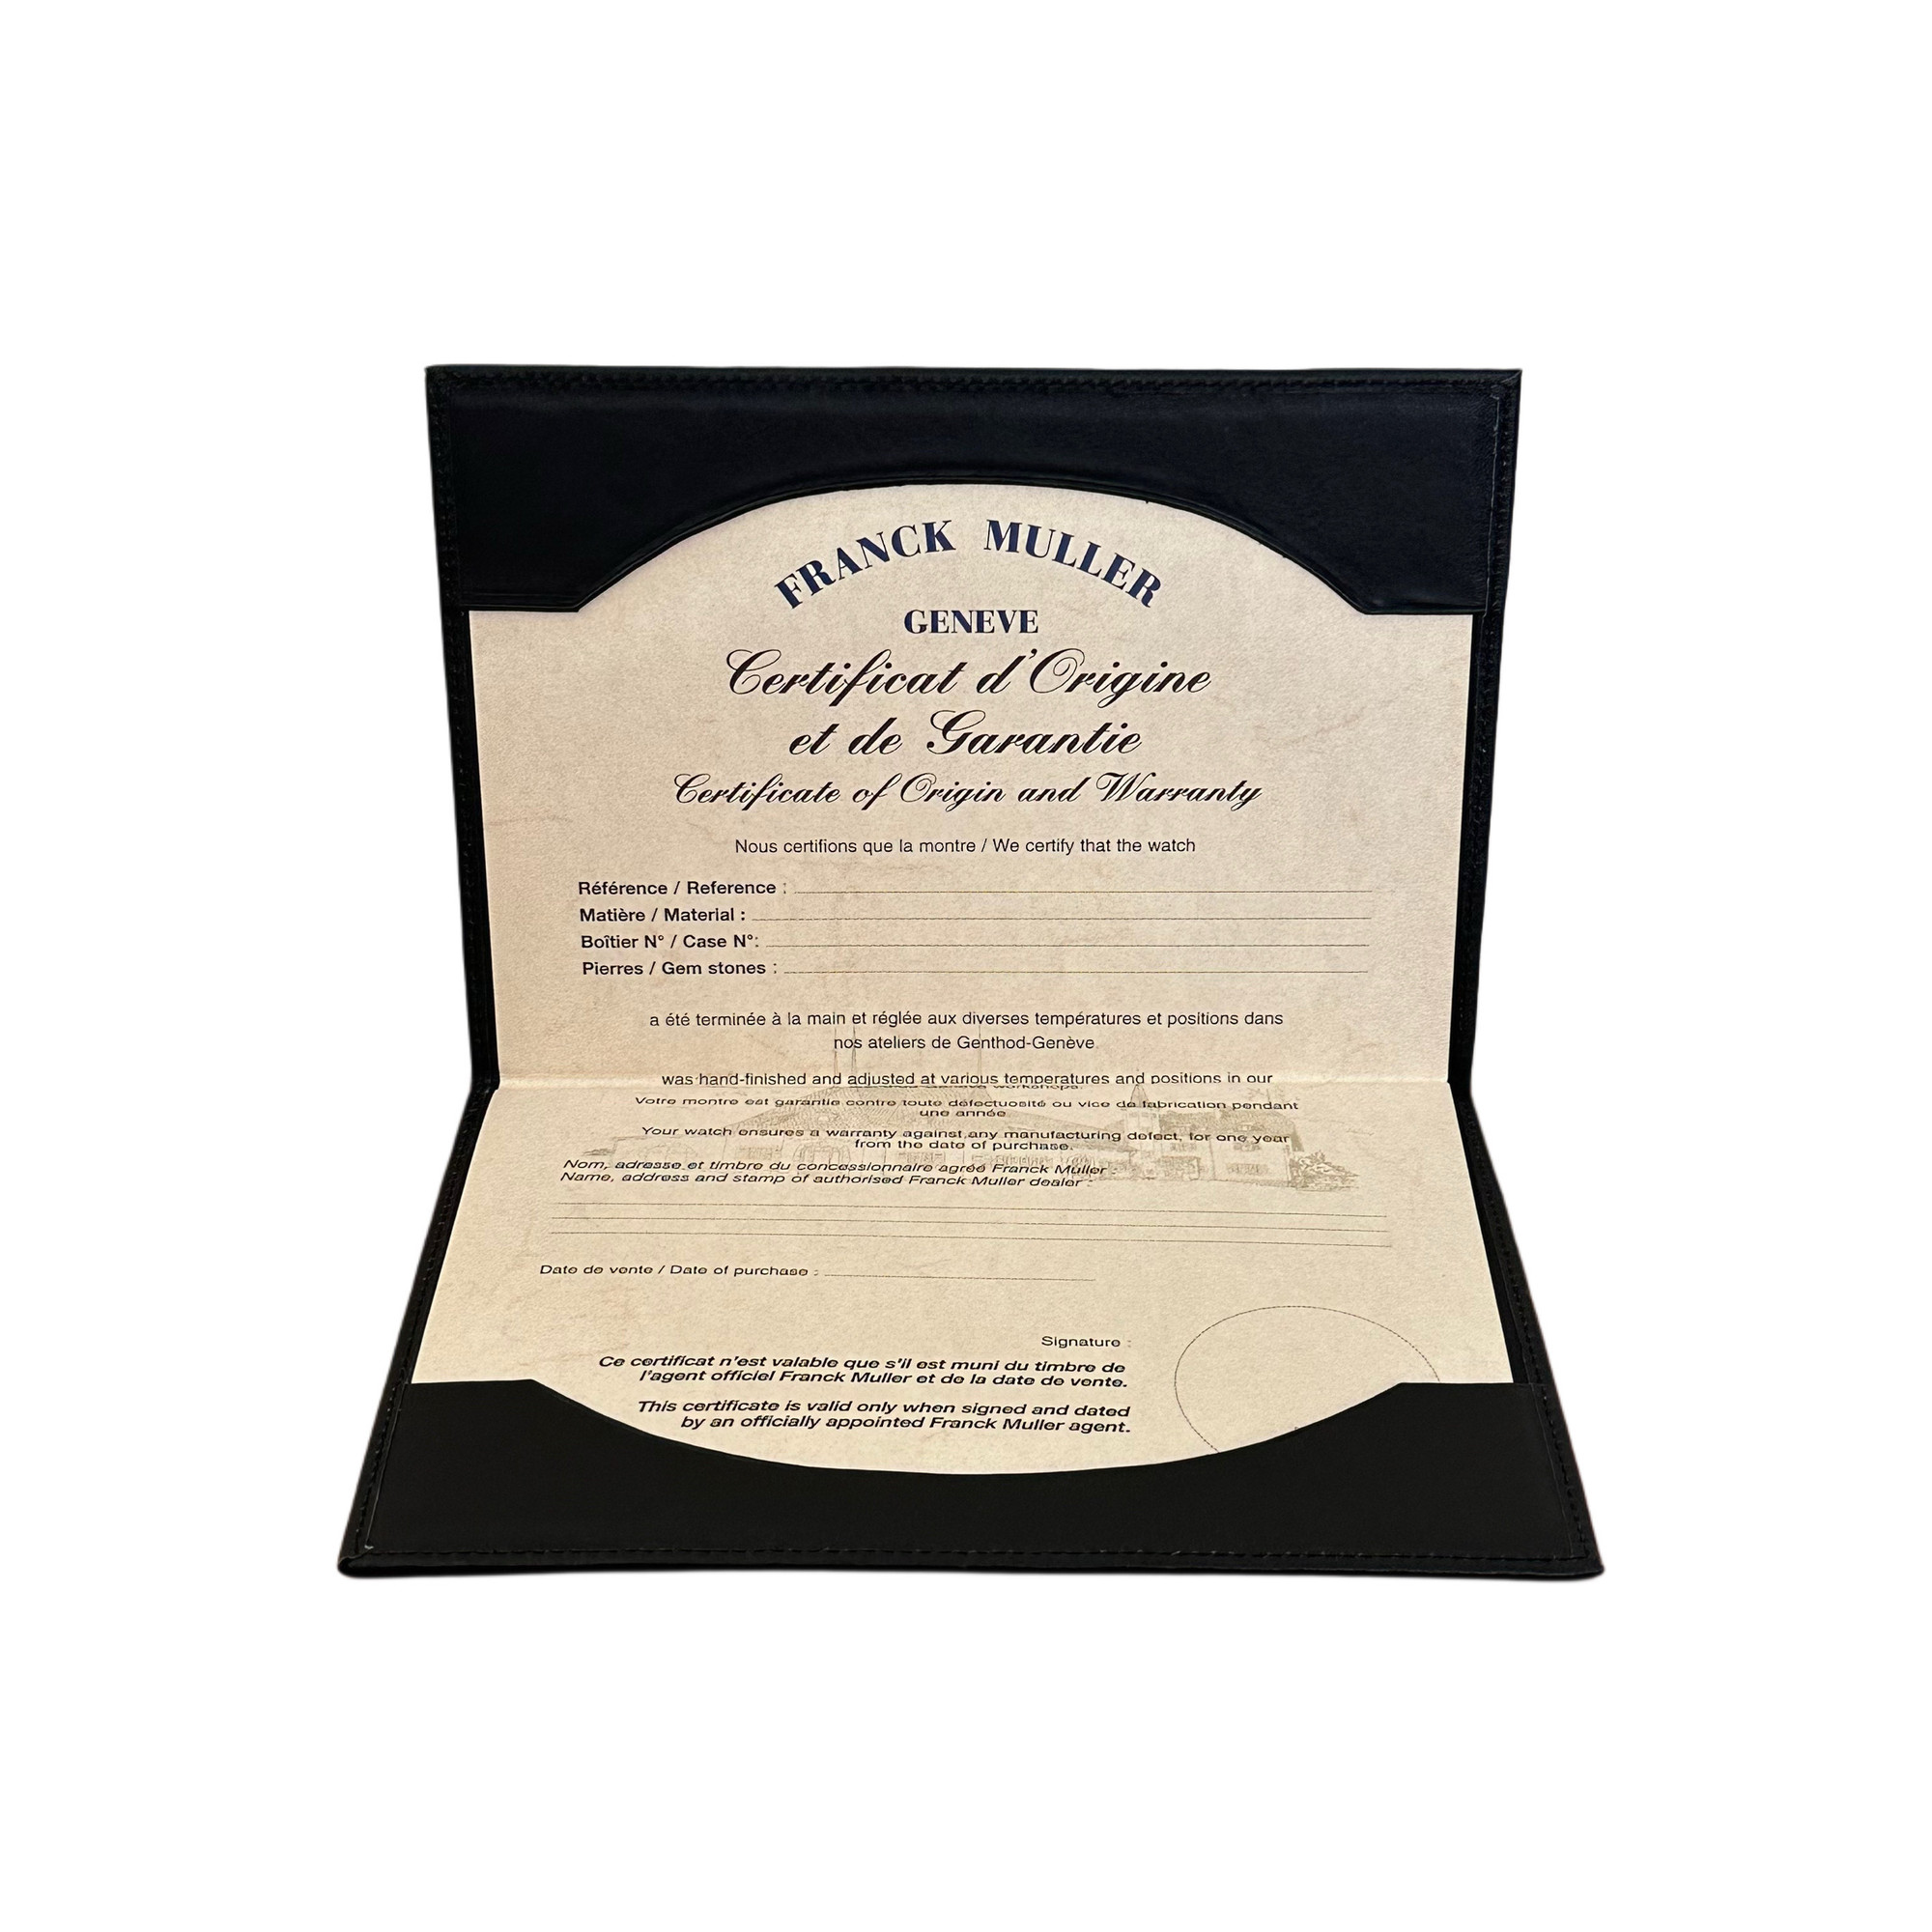 FRANCK MULLER
GENEVE
Certificat d'Origine
et de Garantie
Certificate of Origin and Warranty
Nous certifions que la montre / We certify that the watch
Référence / Reference :
Matière / Material :
Boîtier N° / Case N°:
Pierres / Gem stones :
a été terminée à la main et réglée aux diverses températures et positions dans
nos ateliers de Genthod-Genève
was hand-finished and adjusted at various temperatures and positions in our
workshops.
Votre montre est garantie contre toute défectuosité ou vice de fabrication pendant
une année
Your watch ensures a warranty against any manufacturing defect, for one year
from the date of purchase.
Nom, adresse et timbre du concessionnaire agréé Franck Muller :
Name, address and stamp of authorised Franck Muller dealer :
Date de vente / Date of purchase :
Signature :
Ce certificat n'est valable que s'il est muni du timbre de
l'agent officiel Franck Muller et de la date de vente.
This certificate is valid only when signed and dated
by an officially appointed Franck Muller agent.